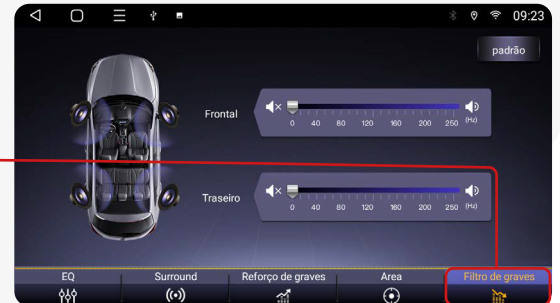 09:23
padrão
Frontal
0 40 80 120 160 200 250 (Hz)
Traseiro
0 40 80 120 160 200 250 (Hz)
EQ Surround Reforço de graves Area Filtro de graves